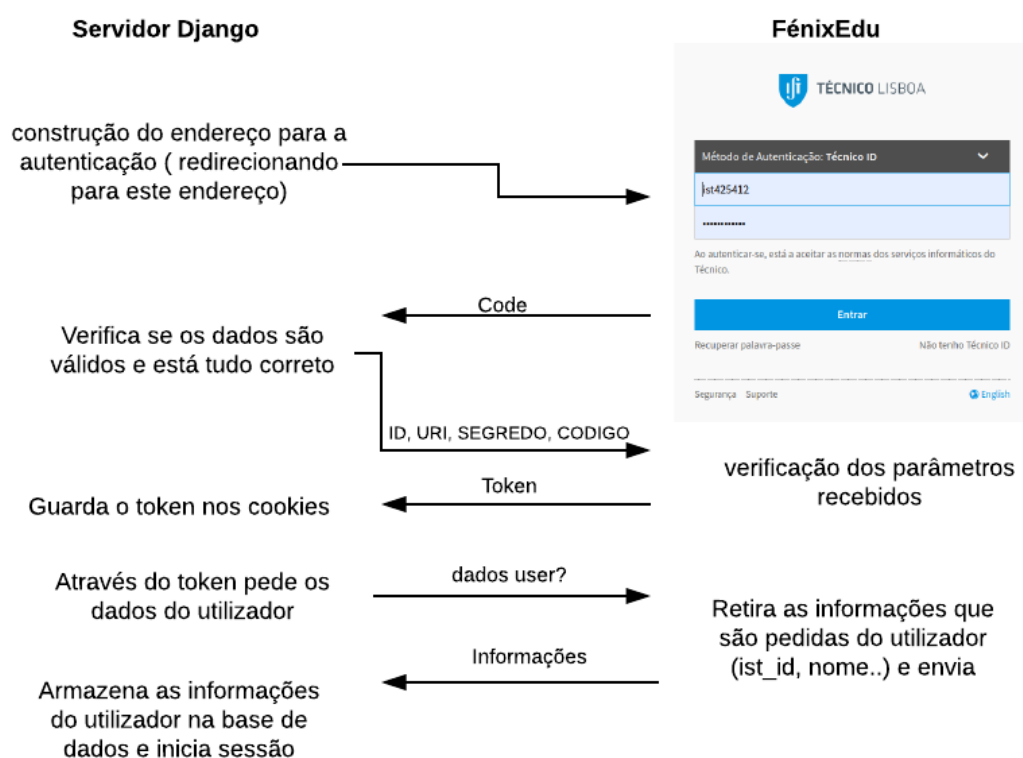 Servidor Django
FénixEdu
TÉCNICO LISBOA
construção do endereço para a
autenticação ( redirecionando
para este endereço)
Método de Autenticação: Técnico ID
ist425412
Ao autenticar-se, está a aceitar as normas dos serviços informáticos do
Técnico.
Code
Entrar
Verifica se os dados são
válidos e está tudo correto
Recuperar palavra-passe
Não tenho Técnico ID
Segurança Suporte
English
ID, URI, SEGREDO, CODIGO
verificação dos parâmetros
recebidos
Token
Guarda o token nos cookies
Através do token pede os
dados do utilizador
dados user?
Retira as informações que
são pedidas do utilizador
(ist_id, nome..) e envia
Informações
Armazena as informações
do utilizador na base de
dados e inicia sessão